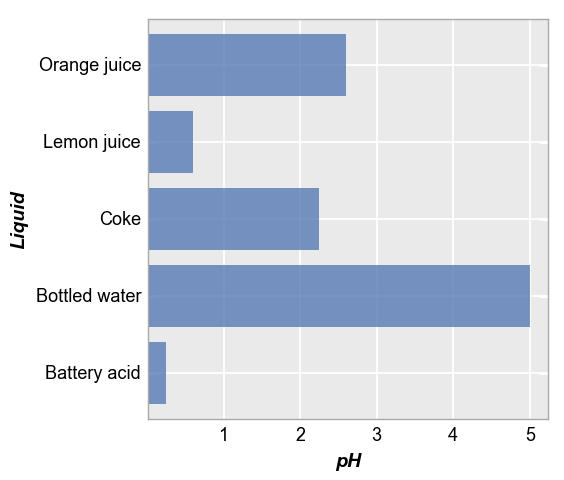 Orange juice
Lemon juice
Coke
Bottled water
Battery acid
Liquid
1 2 3 4 5
pH